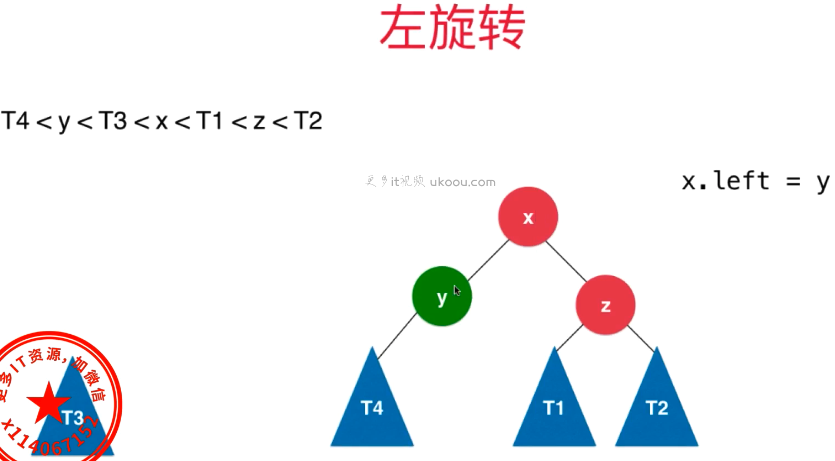 左旋转
T4 < y < T3 < x < T1 < z < T2
更多it视频 ukoou.com
x.left = y
x
y
z
T4
T1
T2
T3
更多IT资源,加微信
x114067152